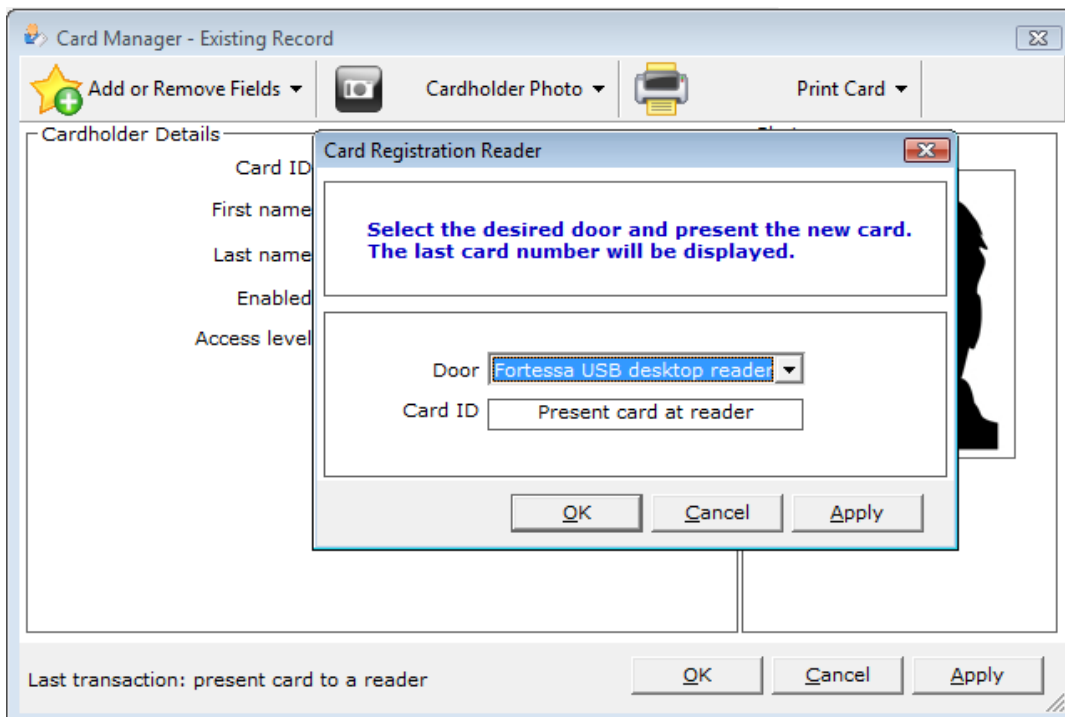 Card Manager - Existing Record
Add or Remove Fields
Cardholder Photo
Print Card
Cardholder Details
Card ID
First name
Last name
Enabled
Access level
Card Registration Reader
Select the desired door and present the new card.
The last card number will be displayed.
Door Fortessa USB desktop reader
Card ID Present card at reader
OK Cancel Apply
Last transaction: present card to a reader
OK Cancel Apply